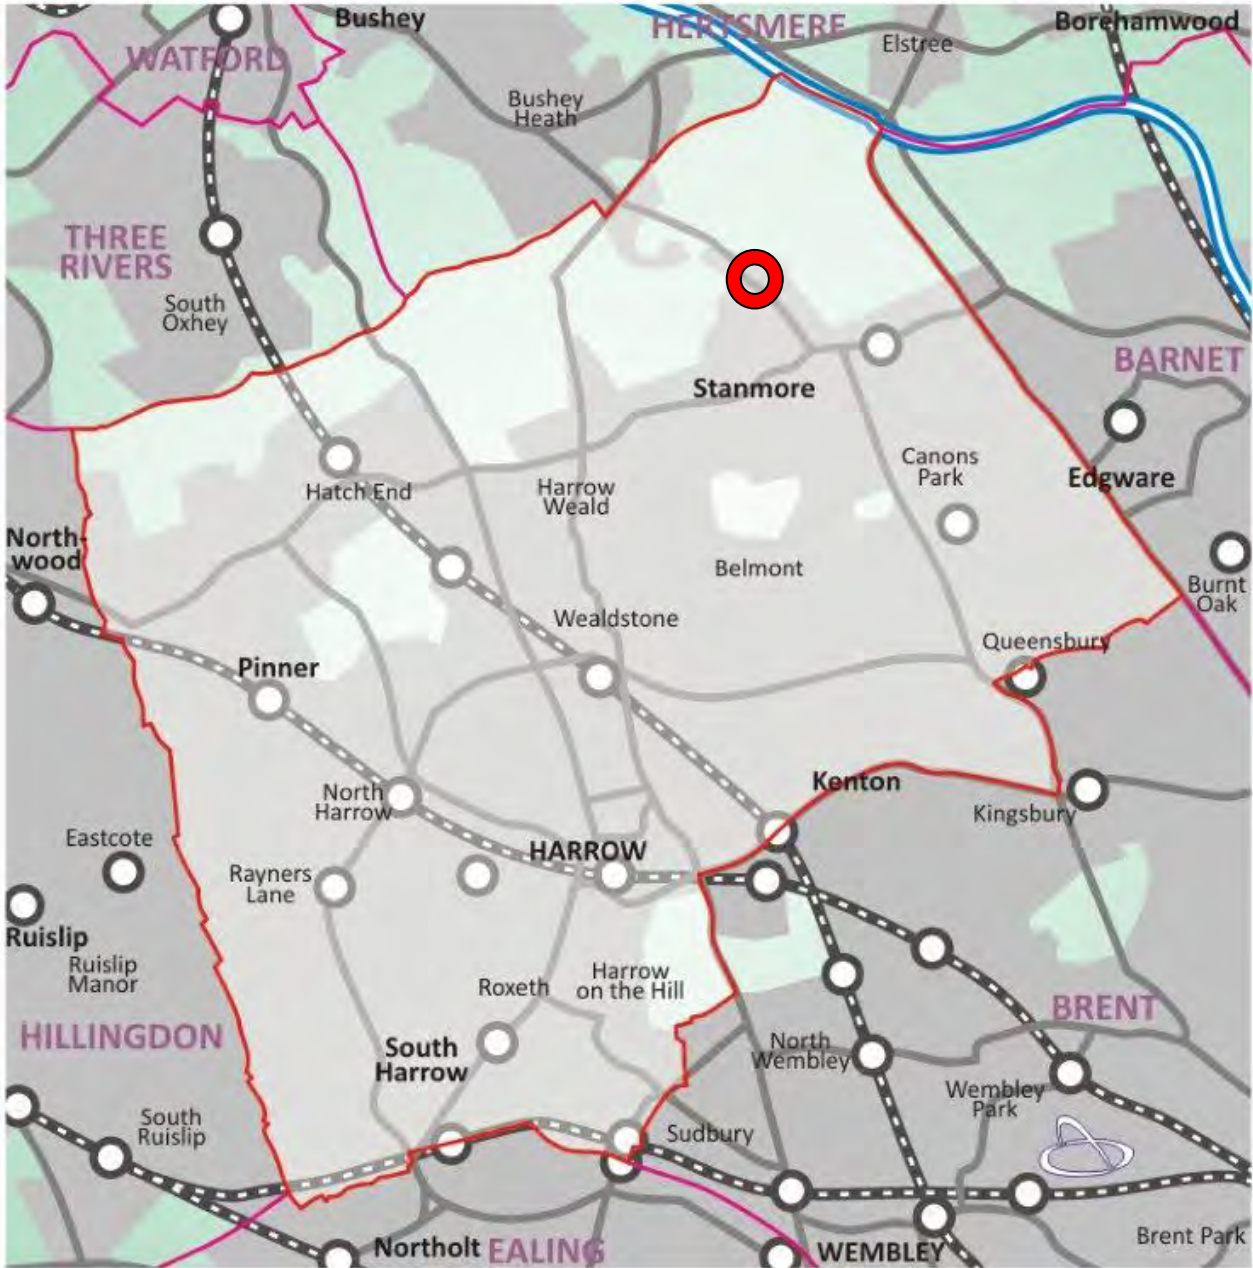 Bushey
HERTSMERE
Borehamwood
WATFORD
Elstree
Bushey
Heath
THREE
RIVERS
South
Oxhey
BARNET
Stanmore
Canons
Park
Edgware
Hatch End
Harrow
Weald
North-
wood
Belmont
Burnt
Oak
Wealdstone
Queensbury
Pinner
Kenton
North
Harrow
Kingsbury
Eastcote
HARROW
Rayners
Lane
Ruislip
Ruislip
Manor
Harrow
on the Hill
Roxeth
BRENT
HILLINGDON
South
Harrow
North
Wembley
Wembley
Park
South
Ruislip
Sudbury
Brent Park
Northolt
EALING
WEMBLEY